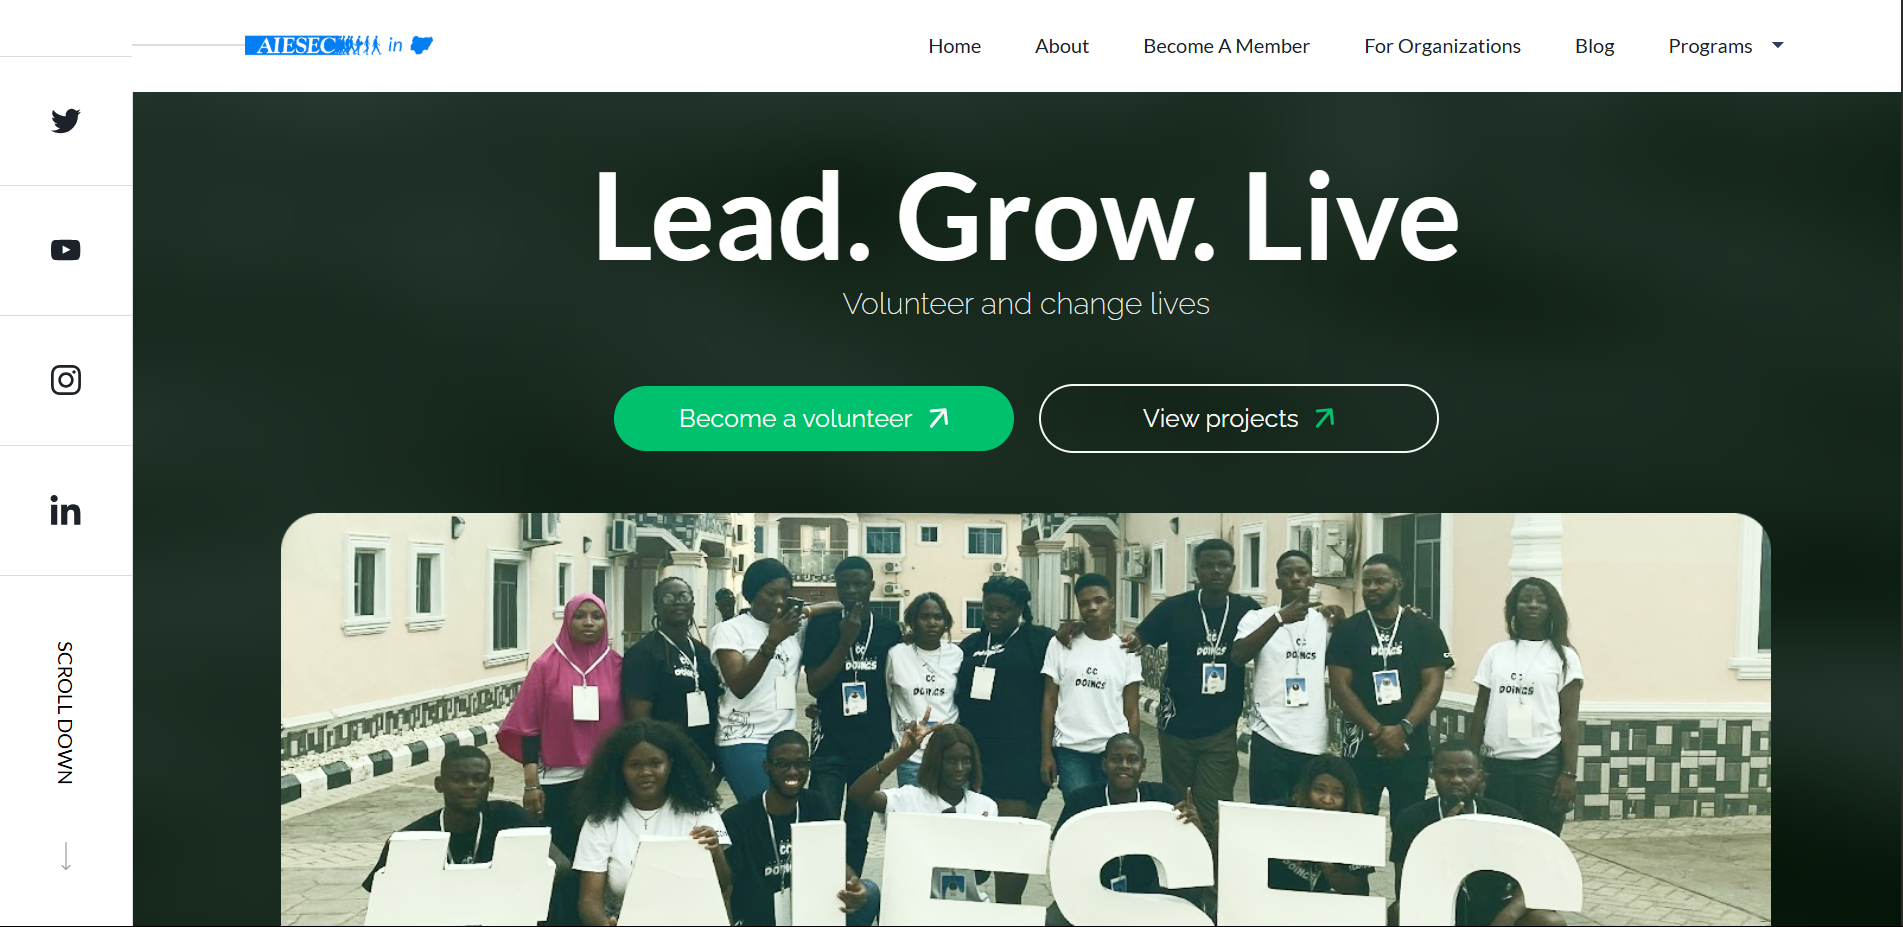 AIESEC in
Home About Become A Member For Organizations Blog Programs
Lead. Grow. Live
Volunteer and change lives
Become a volunteer
View projects
SCROLL DOWN
CC
DOINGS
CC
DOINGS
CC
DOINGS
CC
DOINGS
CC
DOINGS
CC
DOINGS
CC
DOINGS
#AIESEC